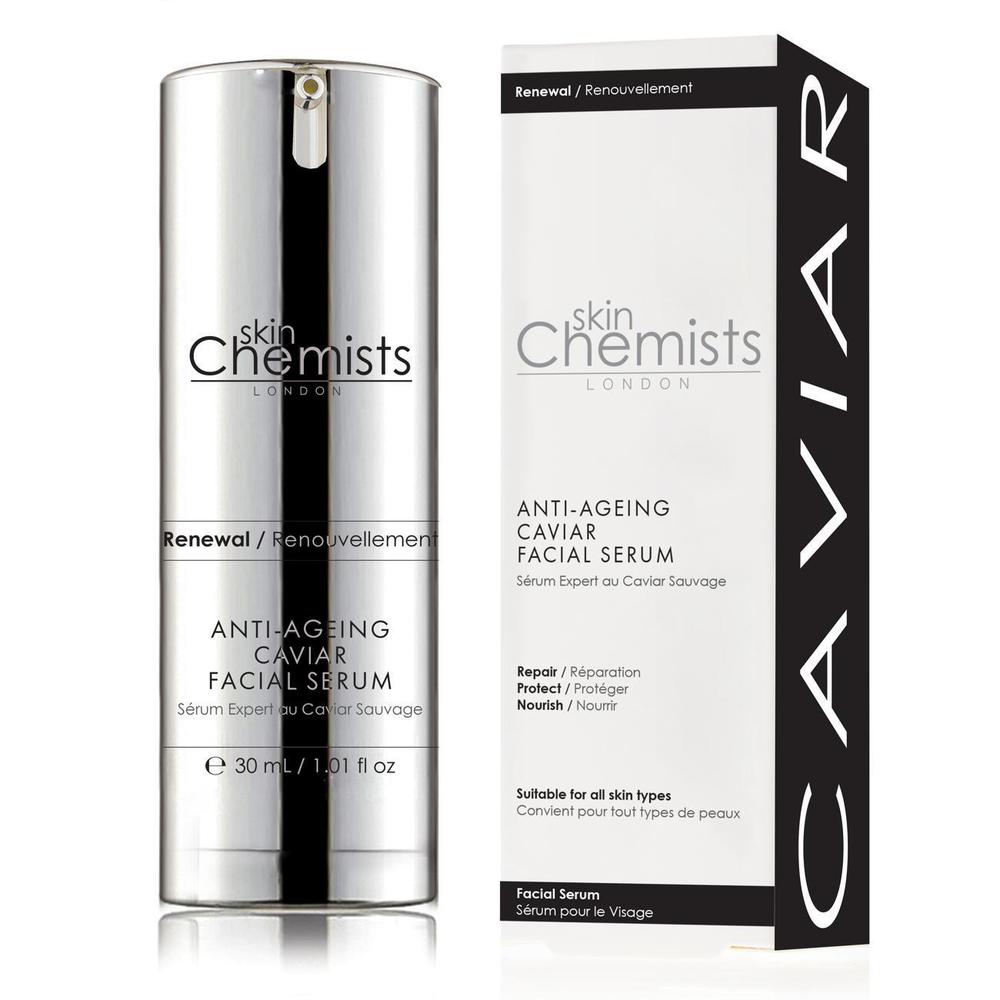 skin
Chemists
LONDON
Renewal / Renouvellement
ANTI-AGEING
CAVIAR
FACIAL SERUM
Sérum Expert au Caviar Sauvage
℮ 30 mL / 1.01 fl oz
Renewal / Renouvellement
skin
Chemists
LONDON
ANTI-AGEING
CAVIAR
FACIAL SERUM
Sérum Expert au Caviar Sauvage
Repair / Réparation
Protect / Protéger
Nourish / Nourrir
Suitable for all skin types
Convient pour tout types de peaux
Facial Serum
Sérum pour le Visage
CAVIAR